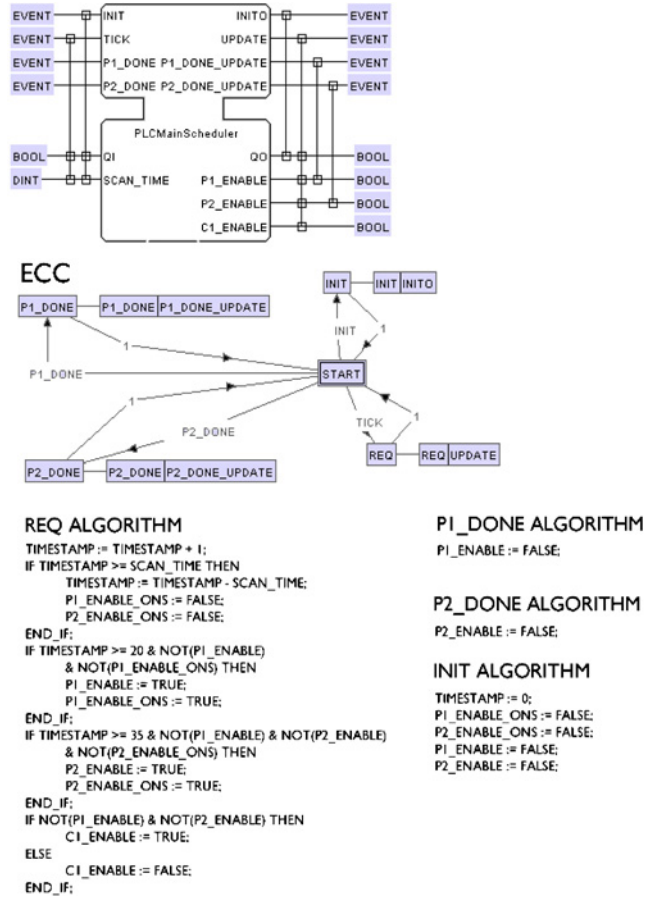 EVENT INIT INITO EVENT
EVENT TICK UPDATE EVENT
EVENT P1_DONE P1_DONE_UPDATE EVENT
EVENT P2_DONE P2_DONE_UPDATE EVENT
PLCMainScheduler
BOOL QI QO BOOL
DINT SCAN_TIME P1_ENABLE BOOL
P2_ENABLE BOOL
C1_ENABLE BOOL
ECC
INIT INIT INITO
P1_DONE P1_DONE P1_DONE_UPDATE
INIT 1
1
P1_DONE
START
1
TICK 1
P2_DONE
REQ REQ UPDATE
P2_DONE P2_DONE P2_DONE_UPDATE
REQ ALGORITHM
TIMESTAMP := TIMESTAMP + 1;
IF TIMESTAMP >= SCAN_TIME THEN
TIMESTAMP := TIMESTAMP - SCAN_TIME;
P1_ENABLE_ONS := FALSE;
P2_ENABLE_ONS := FALSE;
END_IF;
IF TIMESTAMP >= 20 & NOT(P1_ENABLE)
& NOT(P1_ENABLE_ONS) THEN
P1_ENABLE := TRUE;
P1_ENABLE_ONS := TRUE;
END_IF;
IF TIMESTAMP >= 35 & NOT(P1_ENABLE) & NOT(P2_ENABLE)
& NOT(P2_ENABLE_ONS) THEN
P2_ENABLE := TRUE;
P2_ENABLE_ONS := TRUE;
END_IF;
IF NOT(P1_ENABLE) & NOT(P2_ENABLE) THEN
C1_ENABLE := TRUE;
ELSE
C1_ENABLE := FALSE;
END_IF;
P1_DONE ALGORITHM
P1_ENABLE := FALSE;
P2_DONE ALGORITHM
P2_ENABLE := FALSE;
INIT ALGORITHM
TIMESTAMP := 0;
P1_ENABLE_ONS := FALSE;
P2_ENABLE_ONS := FALSE;
P1_ENABLE := FALSE;
P2_ENABLE := FALSE;